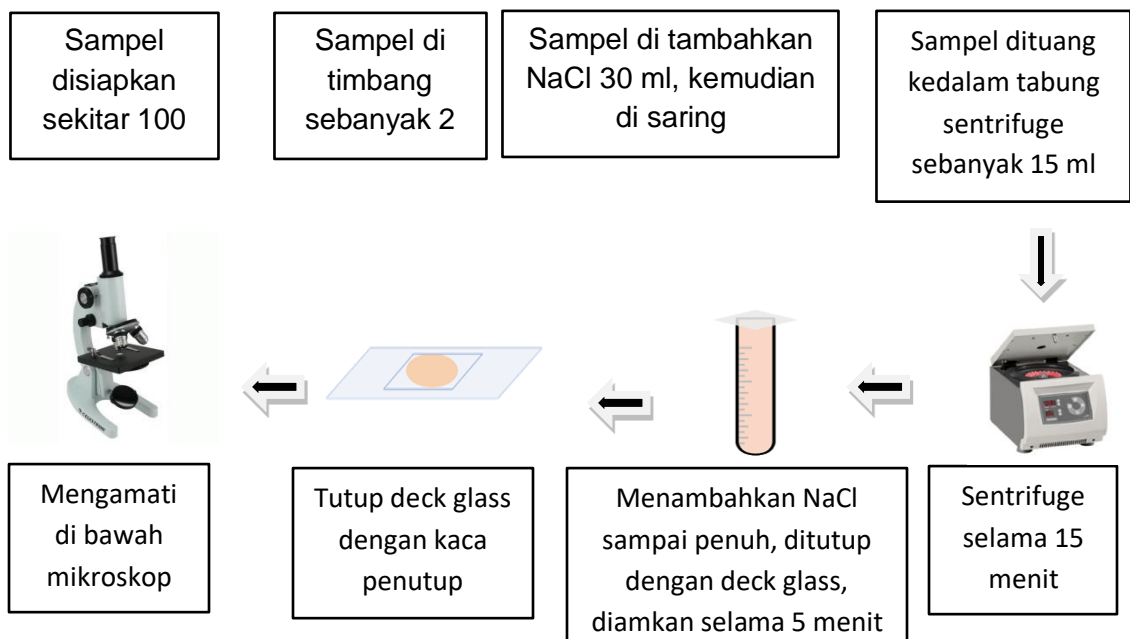 Sampel
disiapkan
sekitar 100
Sampel di
timbang
sebanyak 2
Sampel di tambahkan
NaCl 30 ml, kemudian
di saring
Sampel dituang
kedalam tabung
sentrifuge
sebanyak 15 ml
Mengamati
di bawah
mikroskop
Tutup deck glass
dengan kaca
penutup
Menambahkan NaCl
sampai penuh, ditutup
dengan deck glass,
diamkan selama 5 menit
Sentrifuge
selama 15
menit